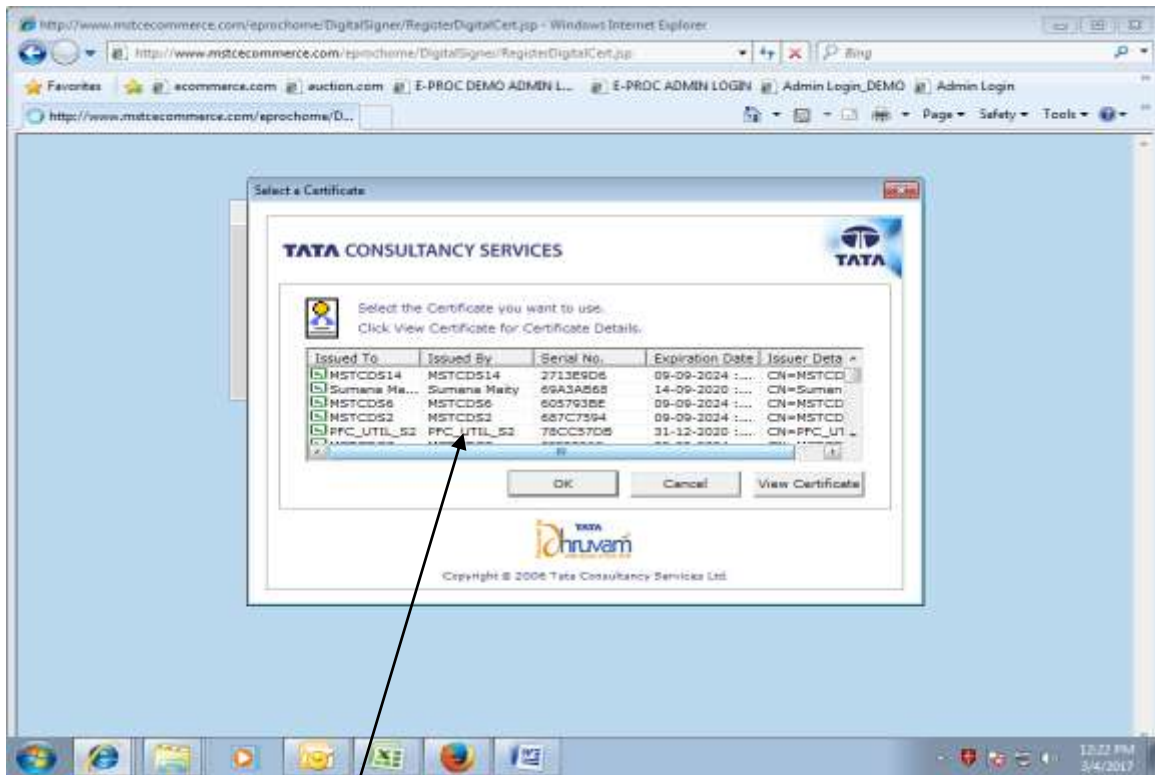 http://www.mstcecommerce.com/eprochome/DigitalSigner/RegisterDigitalCert.jsp - Windows Internet Explorer
http://www.mstcecommerce.com/eprochome/DigitalSigner/RegisterDigitalCert.jsp Bing
Favorites ecommerce.com auction.com E-PROC DEMO ADMIN L... E-PROC ADMIN LOGIN Admin Login_DEMO Admin Login
http://www.mstcecommerce.com/eprochome/D... Page Safety Tools
Select a Certificate
TATA CONSULTANCY SERVICES
TATA
Select the Certificate you want to use.
Click View Certificate for Certificate Details.
Issued To Issued By Serial No. Expiration Date Issuer Deta
MSTCDS14 MSTCDS14 2713E9D6 09-09-2024 :... CN=MSTCD
Sumana Ma... Sumana Maity 69A3AB68 14-09-2020 :... CN=Suman
MSTCDS6 MSTCDS6 605793BE 09-09-2024 :... CN=MSTCD
MSTCDS2 MSTCDS2 687C7594 09-09-2024 :... CN=MSTCD
PFC_UTIL_S2 PFC_UTIL_S2 78CC57DB 31-12-2020 :... CN=PFC_UT
OK Cancel View Certificate
TATA
Dhruvam
Copyright © 2006 Tata Consultancy Services Ltd.
12:22 PM
3/4/2017